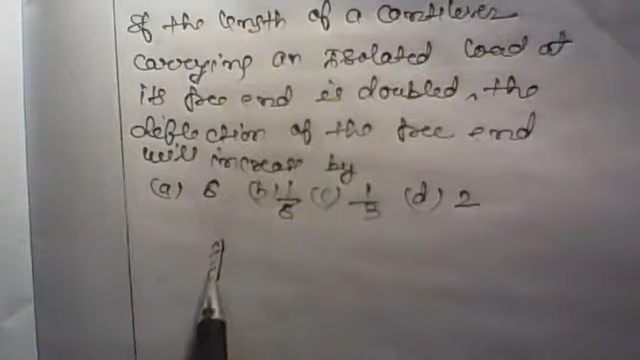 If the length of a cantilever
carrying an isolated load at
its free end is doubled, the
deflection of the free end
will increase by
(a) 8 (b) 1/8 (c) 1/3 (d) 2